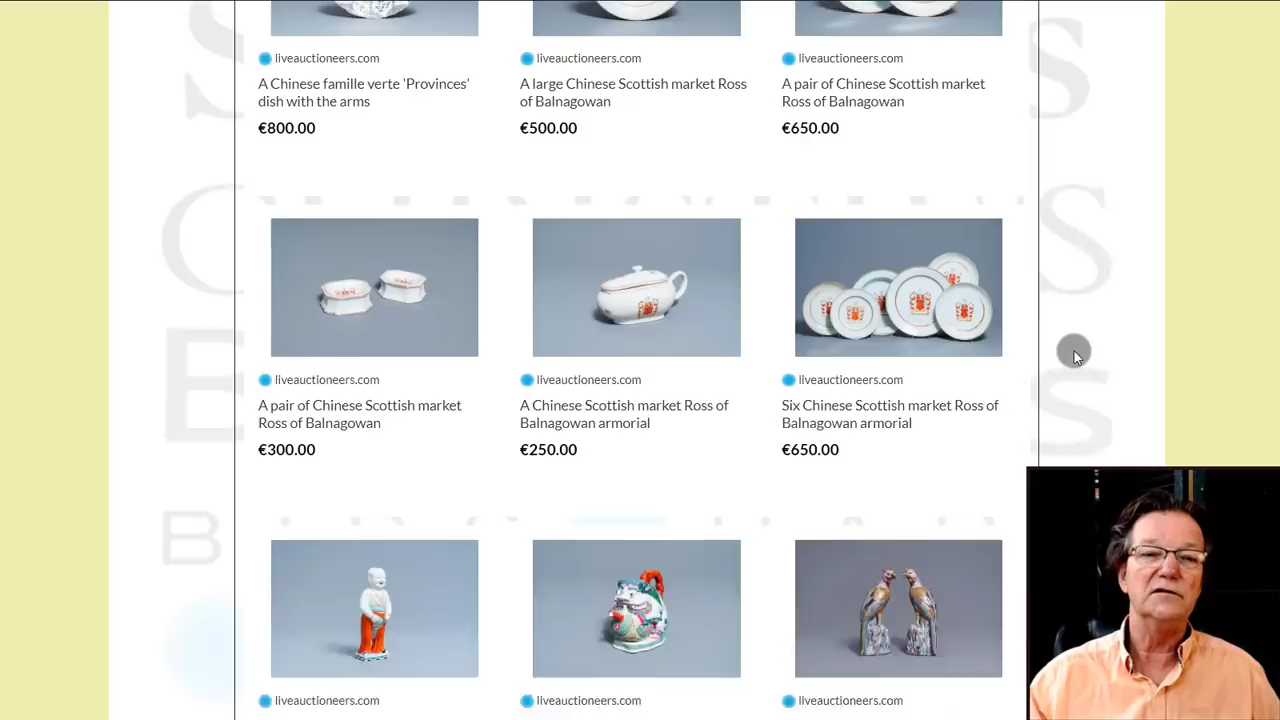 liveauctioneers.com
A Chinese famille verte 'Provinces'
dish with the arms
€800.00
liveauctioneers.com
A large Chinese Scottish market Ross
of Balnagowan
€500.00
liveauctioneers.com
A pair of Chinese Scottish market
Ross of Balnagowan
€650.00
liveauctioneers.com
A pair of Chinese Scottish market
Ross of Balnagowan
€300.00
liveauctioneers.com
A Chinese Scottish market Ross of
Balnagowan armorial
€250.00
liveauctioneers.com
Six Chinese Scottish market Ross of
Balnagowan armorial
€650.00
liveauctioneers.com
liveauctioneers.com
liveauctioneers.com